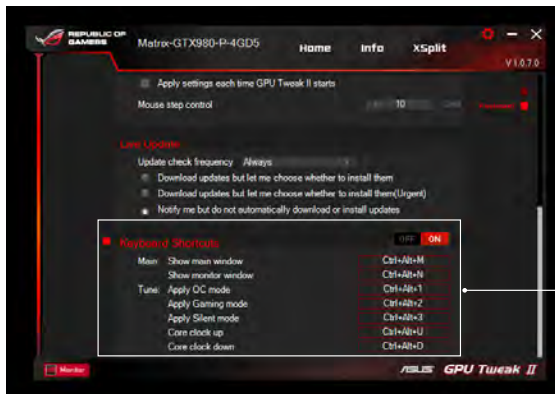 REPUBLIC OF
GAMERS
Matrix-GTX980-P-4GD5
Home Info XSplit
V1.0.7.0
Apply settings each time GPU Tweak II starts
Mouse step control 10
Live Update
Update check frequency Always
Download updates but let me choose whether to install them
Download updates but let me choose whether to install them(Urgent)
Notify me but do not automatically download or install updates
Keyboard Shortcuts OFF ON
Main: Show main window Ctrl+Alt+M
Show monitor window Ctrl+Alt+N
Tune: Apply OC mode Ctrl+Alt+1
Apply Gaming mode Ctrl+Alt+2
Apply Silent mode Ctrl+Alt+3
Core clock up Ctrl+Alt+U
Core clock down Ctrl+Alt+D
Monitor
ASUS GPU Tweak II